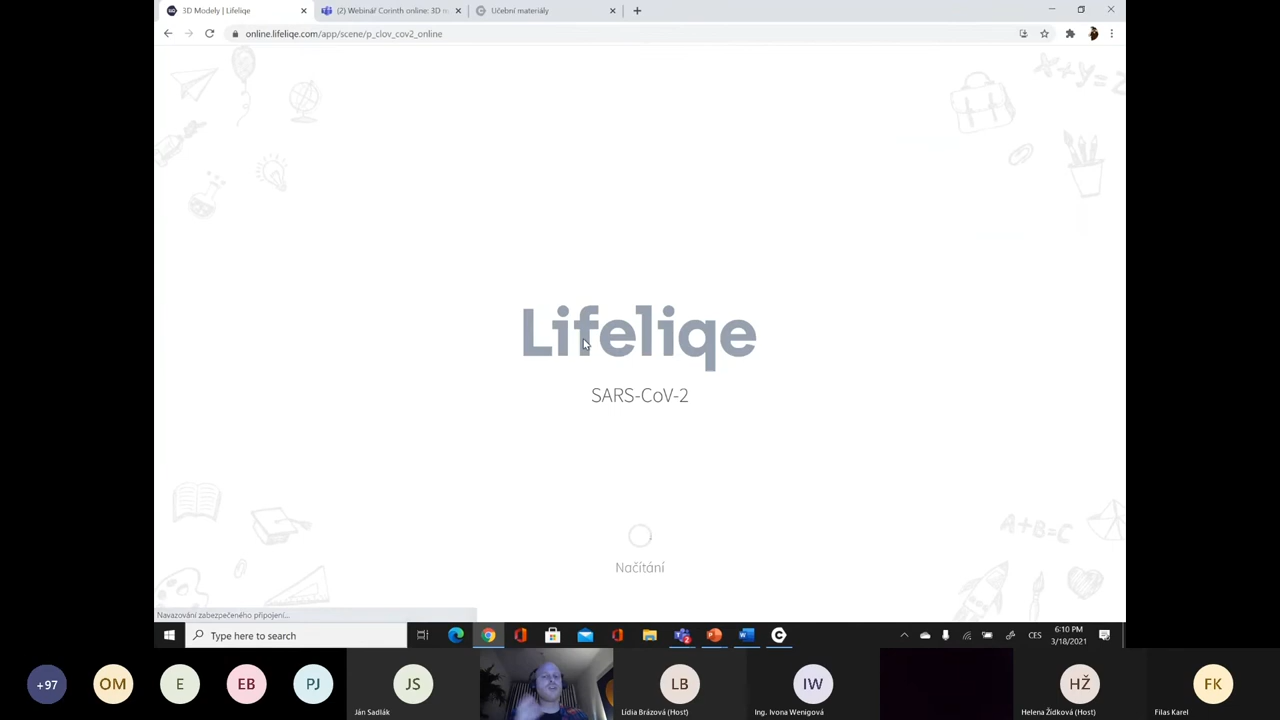 3D Modely | Lifeliqe
(2) Webinář Corinth online: 3D m
Učební materiály
online.lifeliqe.com/app/scene/p_clov_cov2_online
X+Y=Z
Lifeliqe
SARS-CoV-2
A+B=C
Načítání
Navazování zabezpečeného připojení...
Type here to search
CES
6:10 PM
3/18/2021
+97
OM
E
EB
PJ
JS
LB
IW
HŽ
FK
Ján Sadlák
Lídia Brázová (Host)
Ing. Ivona Wenigová
Helena Žídková (Host)
Filas Karel